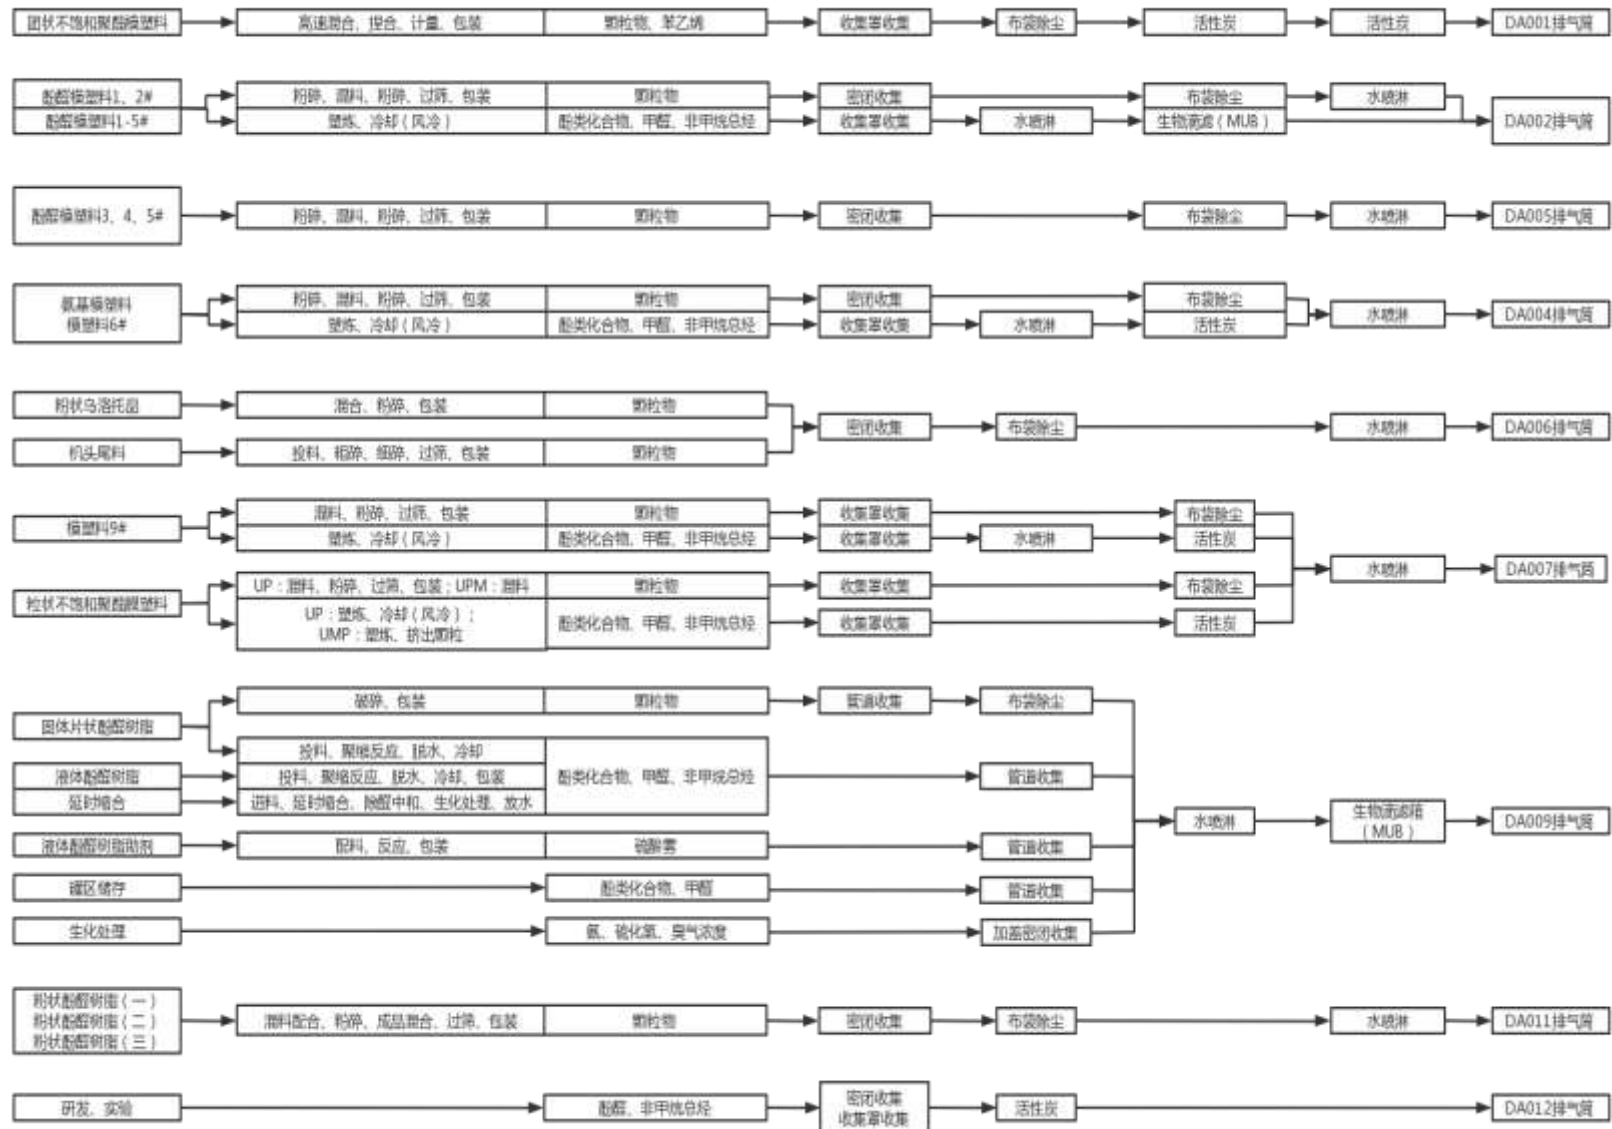 团状不饱和聚酯模塑料 高速混合、捏合、计量、包装 颗粒物、苯乙烯 收集罩收集 布袋除尘 活性炭 活性炭 DA001排气筒
酚醛模塑料1、2# 粉碎、混料、粉碎、过筛、包装 颗粒物 密闭收集 布袋除尘 水喷淋
酚醛模塑料1-5# 塑炼、冷却（风冷） 酚类化合物、甲醛、非甲烷总烃 收集罩收集 水喷淋 生物滴滤（MUB） DA002排气筒
酚醛模塑料3、4、5# 粉碎、混料、粉碎、过筛、包装 颗粒物 密闭收集 布袋除尘 水喷淋 DA005排气筒
氨基模塑料
模塑料6#
粉碎、混料、粉碎、过筛、包装 颗粒物 密闭收集 布袋除尘
塑炼、冷却（风冷） 酚类化合物、甲醛、非甲烷总烃 收集罩收集 水喷淋 活性炭
水喷淋 DA004排气筒
粉状乌洛托品 混合、粉碎、包装 颗粒物
密闭收集 布袋除尘 水喷淋 DA006排气筒
机头尾料 投料、粗碎、细碎、过筛、包装 颗粒物
模塑料9#
混料、粉碎、过筛、包装 颗粒物 收集罩收集 布袋除尘
塑炼、冷却（风冷） 酚类化合物、甲醛、非甲烷总烃 收集罩收集 水喷淋 活性炭
水喷淋 DA007排气筒
粒状不饱和聚酯模塑料
UP：混料、粉碎、过筛、包装；UPM：混料 颗粒物 收集罩收集 布袋除尘
UP：塑炼、冷却（风冷）；
UMP：塑炼、挤出颗粒
酚类化合物、甲醛、非甲烷总烃 收集罩收集 活性炭
固体片状酚醛树脂
破碎、包装 颗粒物 管道收集 布袋除尘
投料、聚缩反应、脱水、冷却
液体酚醛树脂 投料、聚缩反应、脱水、冷却、包装 酚类化合物、甲醛、非甲烷总烃 管道收集
延时缩合 进料、延时缩合、除醛中和、生化处理、放水
水喷淋
生物滴滤箱
（MUB）
DA009排气筒
液体酚醛树脂助剂 配料、反应、包装 硫酸雾 管道收集
罐区储存 酚类化合物、甲醛 管道收集
生化处理 氨、硫化氢、臭气浓度 加盖密闭收集
粉状酚醛树脂（一）
粉状酚醛树脂（二）
粉状酚醛树脂（三）
混料配合、粉碎、成品混合、过筛、包装 颗粒物 密闭收集 布袋除尘 水喷淋 DA011排气筒
研发、实验 酚醛、非甲烷总烃
密闭收集
收集罩收集
活性炭 DA012排气筒